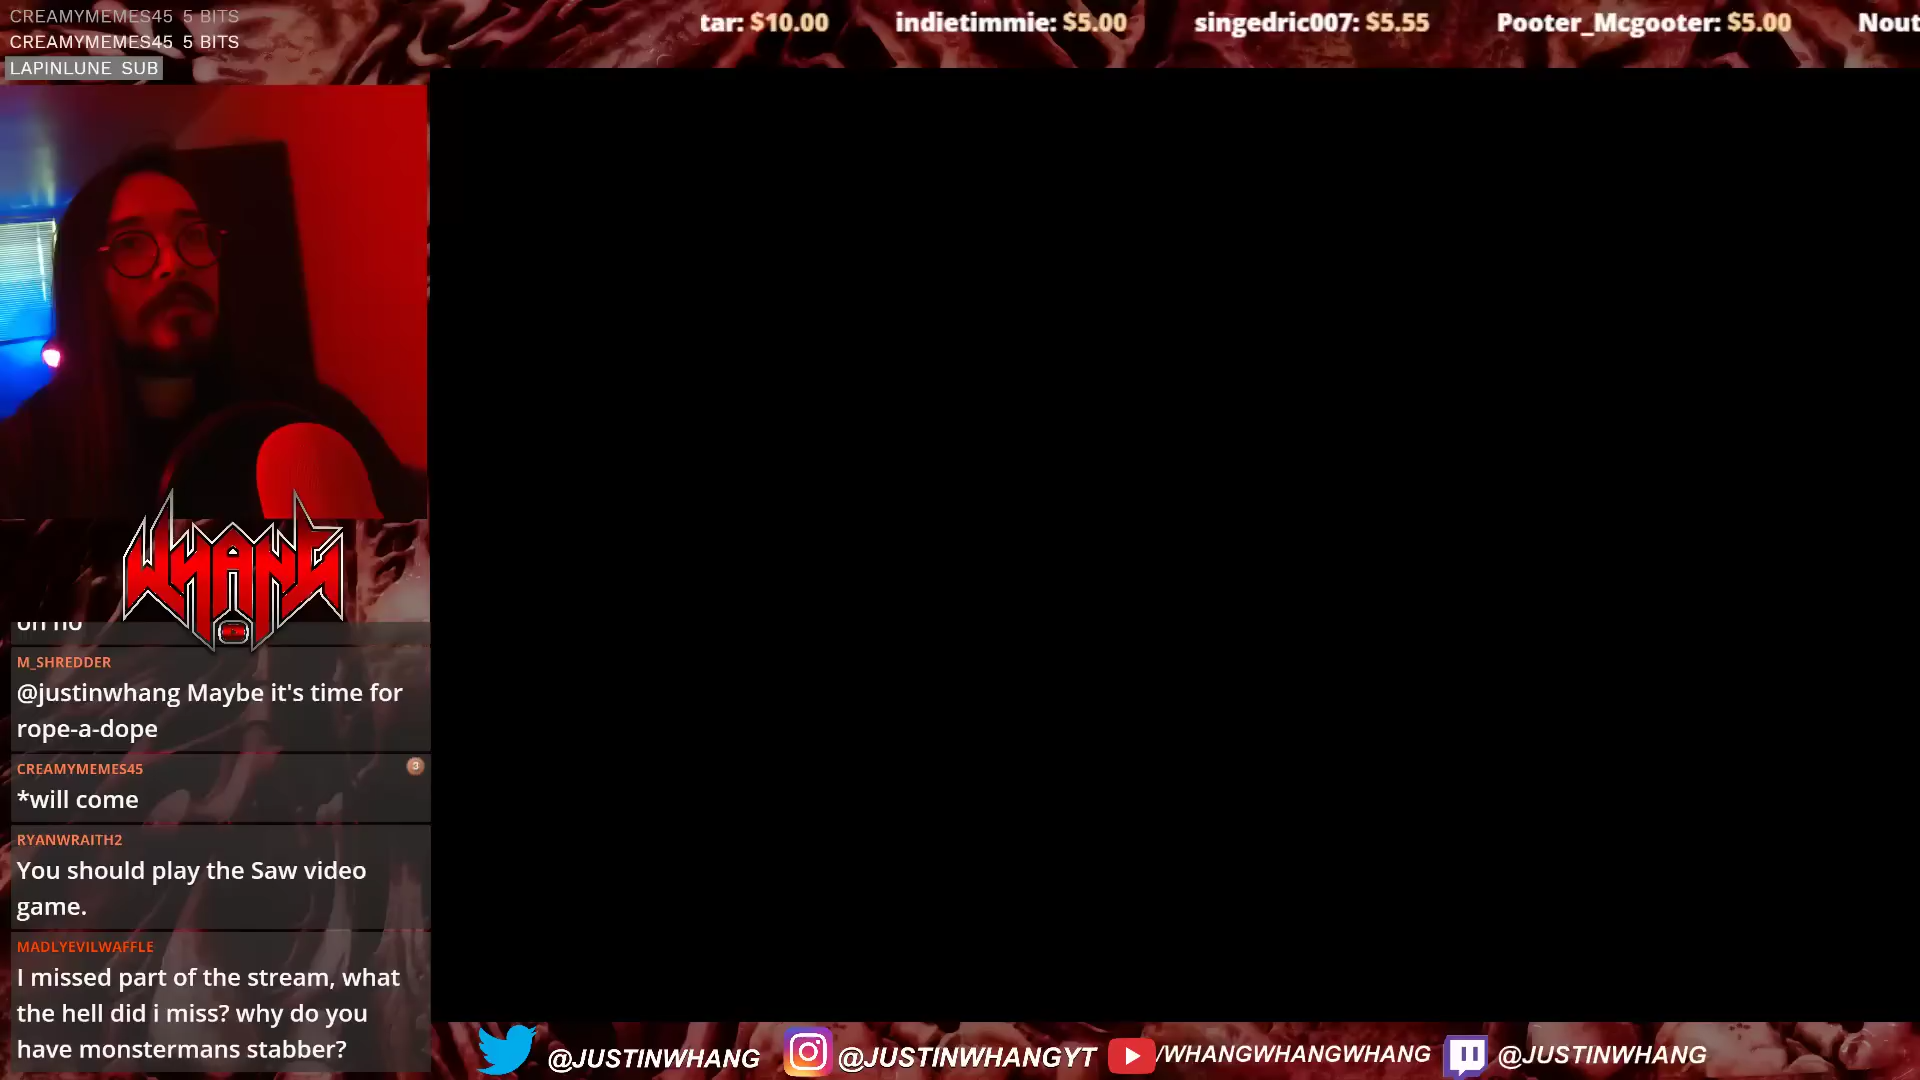 CREAMYMEMES45 5 BITS
CREAMYMEMES45 5 BITS
LAPINLUNE SUB
tar: $10.00 indietimmie: $5.00 singedric007: $5.55 Pooter_Mcgooter: $5.00 Nout
WHANG
oh no
M_SHREDDER
@justinwhang Maybe it's time for
rope-a-dope
CREAMYMEMES45 3
*will come
RYANWRAITH2
You should play the Saw video
game.
MADLYEVILWAFFLE
I missed part of the stream, what
the hell did i miss? why do you
have monstermans stabber?
@JUSTINWHANG @JUSTINWHANGYT /WHANGWHANGWHANG @JUSTINWHANG